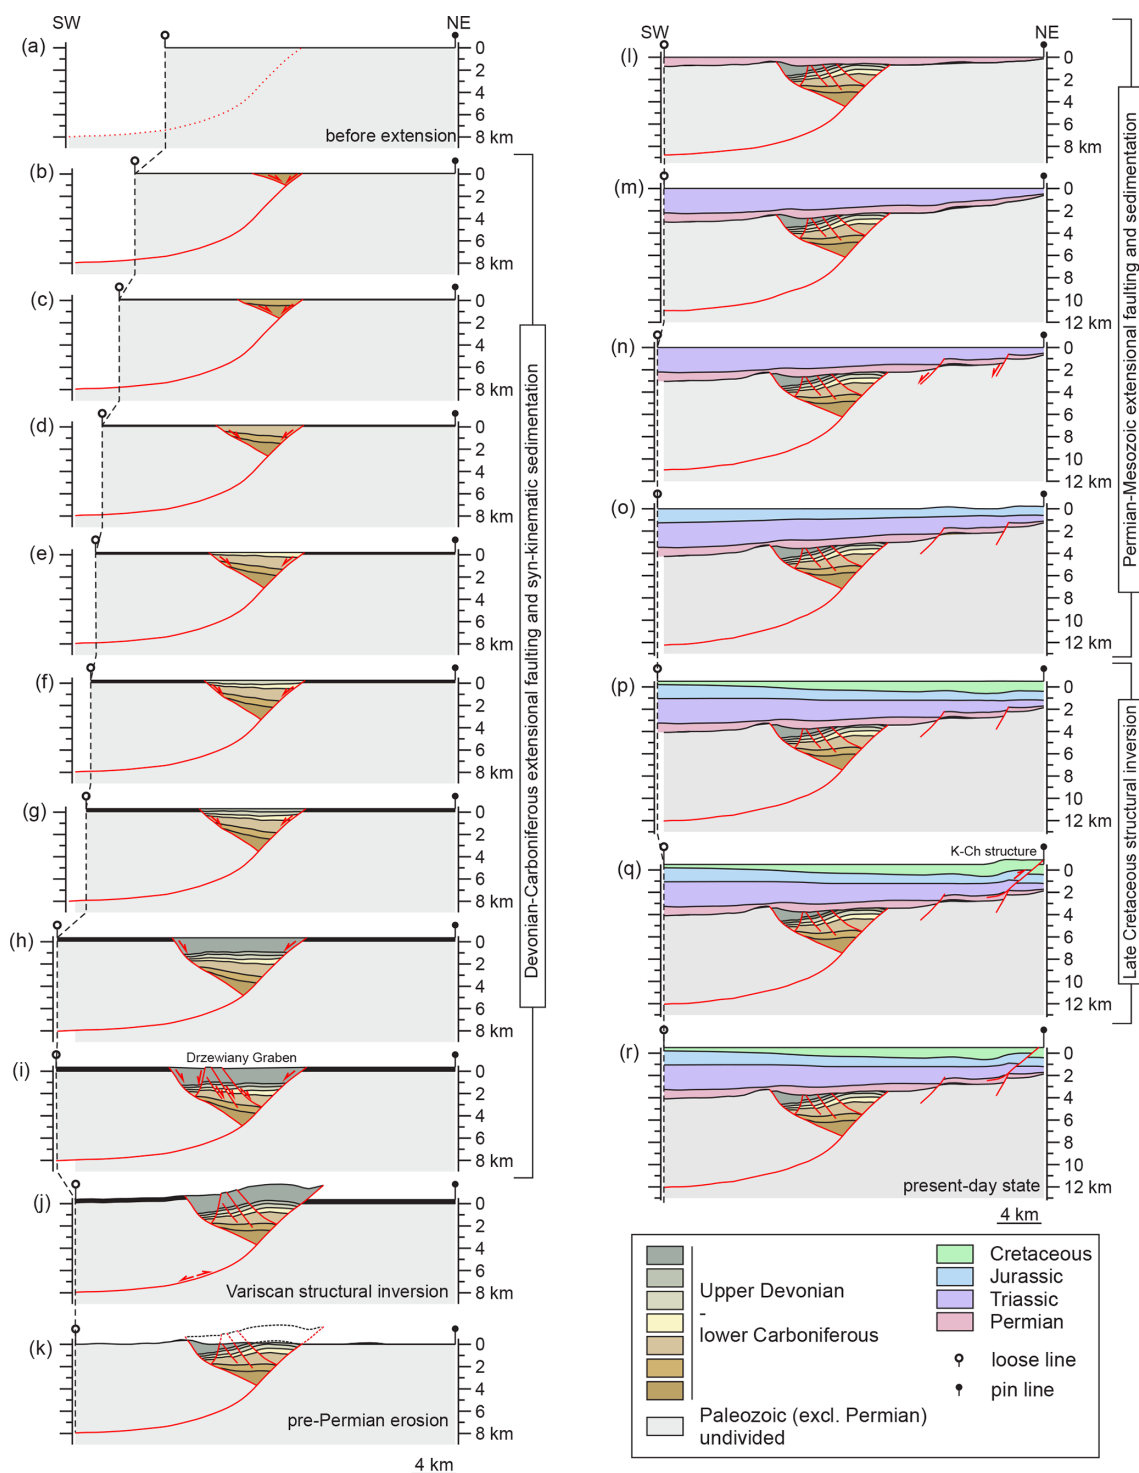 SW NE
(a) 0
2
4
6
before extension 8 km
(b) 0
2
4
6
8 km
(c) 0
2
4
6
8 km
(d) 0
2
4
6
8 km
(e) 0
2
4
6
8 km
(f) 0
2
4
6
8 km
(g) 0
2
4
6
8 km
(h) 0
2
4
6
8 km
Drzewiany Graben
(i) 0
2
4
6
8 km
(j) 0
2
4
6
Variscan structural inversion 8 km
(k) 0
2
4
6
pre-Permian erosion 8 km
4 km
Devonian-Carboniferous extensional faulting and syn-kinematic sedimentation
SW NE
(l) 0
2
4
6
8 km
(m) 0
2
4
6
8
10
12 km
(n) 0
2
4
6
8
10
12 km
(o) 0
2
4
6
8
10
12 km
(p) 0
2
4
6
8
10
12 km
K-Ch structure
(q) 0
2
4
6
8
10
12 km
(r) 0
2
4
6
8
10
present-day state 12 km
4 km
Permian-Mesozoic extensional faulting and sedimentation
Late Cretaceous structural inversion
Upper Devonian
-
lower Carboniferous
Paleozoic (excl. Permian)
undivided
Cretaceous
Jurassic
Triassic
Permian
loose line
pin line